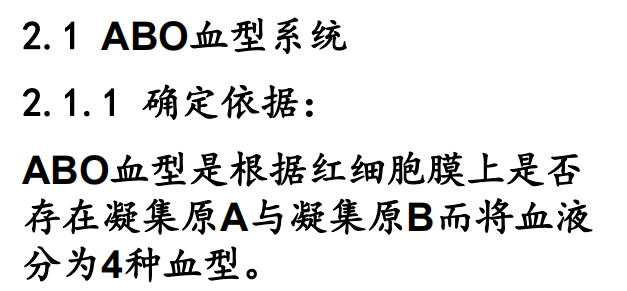 2.1 ABO血型系统
2.1.1 确定依据：
ABO血型是根据红细胞膜上是否
存在凝集原A与凝集原B而将血液
分为4种血型。